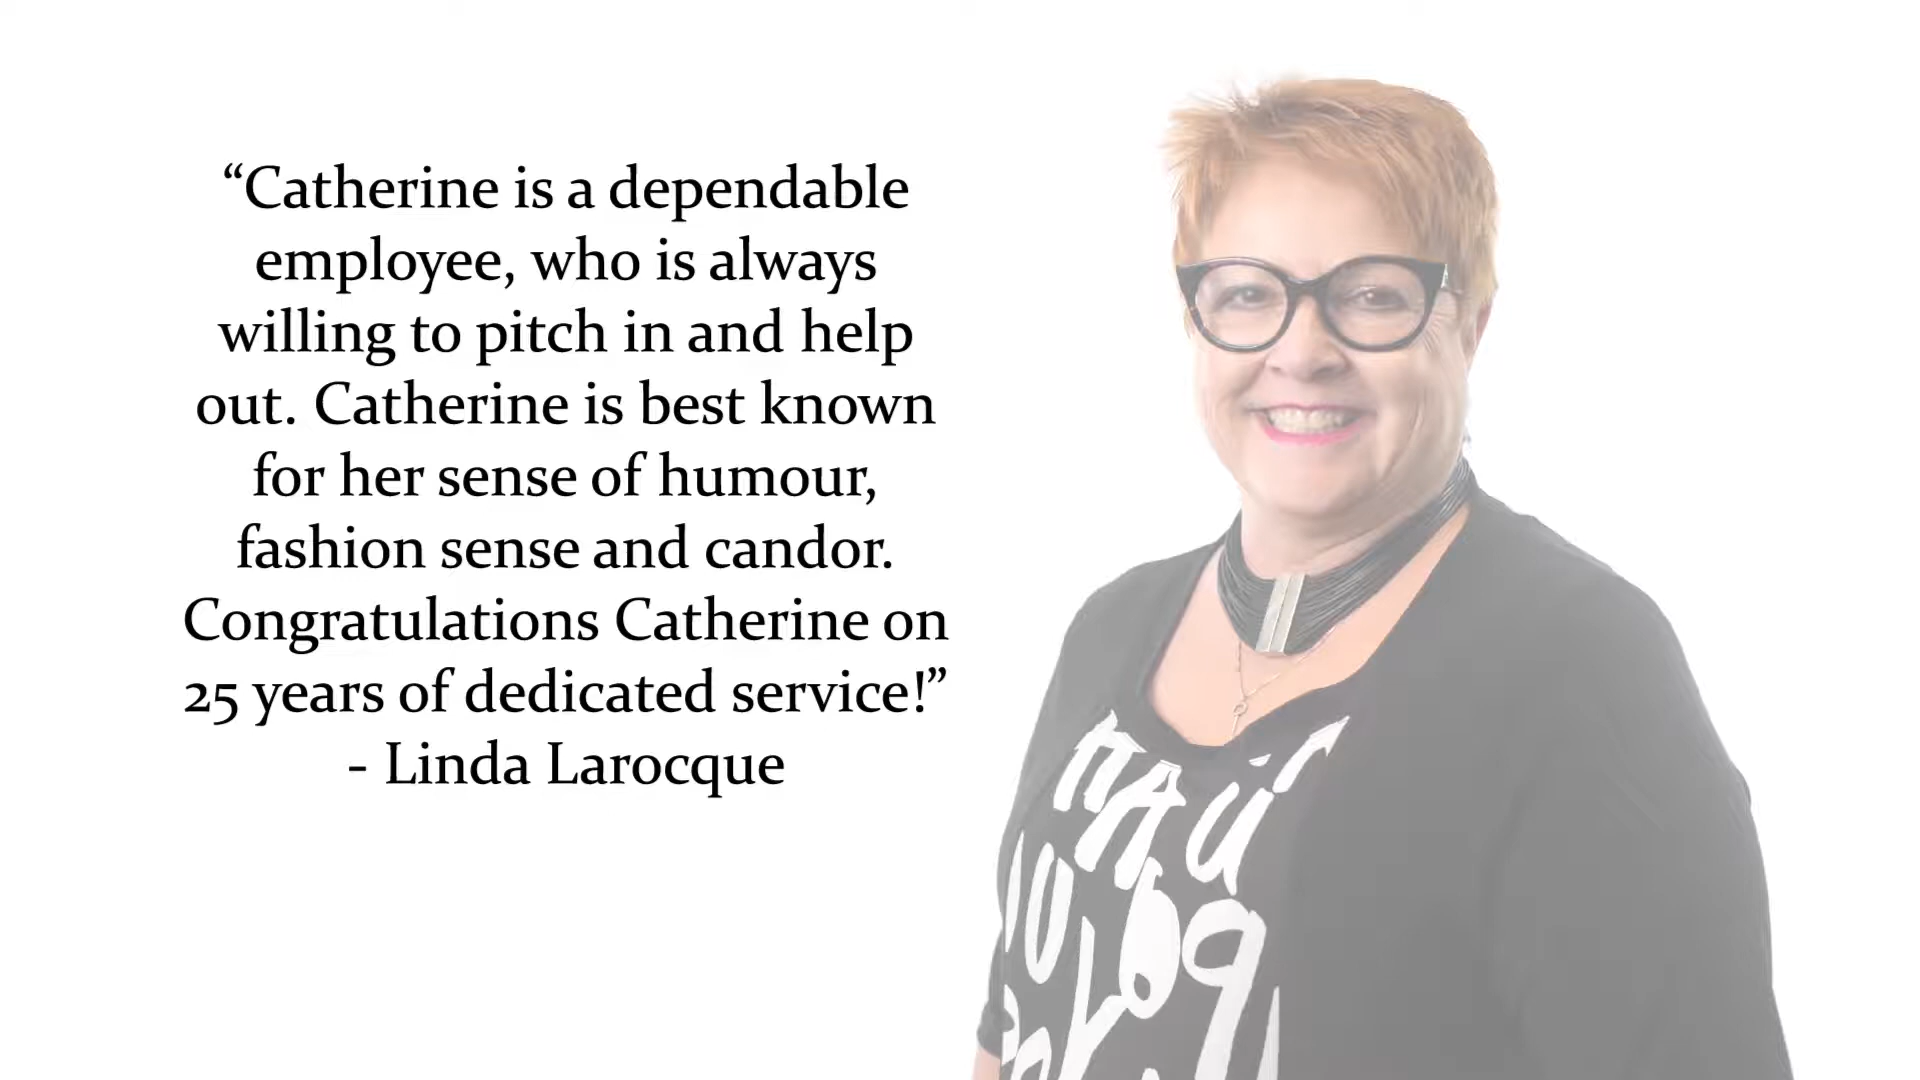 “Catherine is a dependable
employee, who is always
willing to pitch in and help
out. Catherine is best known
for her sense of humour,
fashion sense and candor.
Congratulations Catherine on
25 years of dedicated service!”
- Linda Larocque